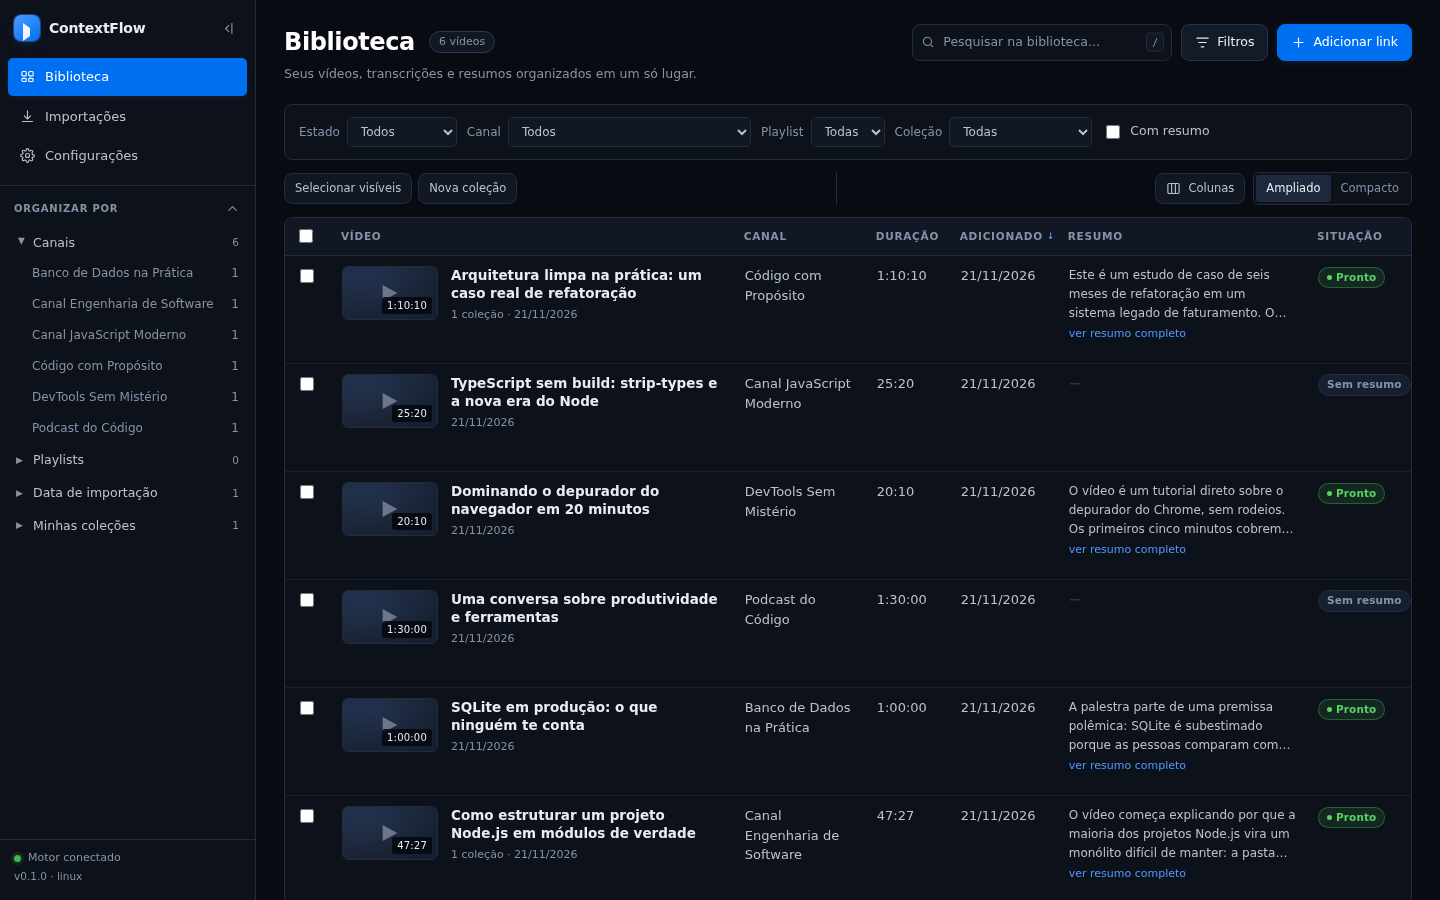 ContextFlow
Biblioteca
Importações
Configurações
ORGANIZAR POR
Canais 6
Banco de Dados na Prática 1
Canal Engenharia de Software 1
Canal JavaScript Moderno 1
Código com Propósito 1
DevTools Sem Mistério 1
Podcast do Código 1
Playlists 0
Data de importação 1
Minhas coleções 1
Motor conectado
v0.1.0 · linux
Biblioteca 6 vídeos
Seus vídeos, transcrições e resumos organizados em um só lugar.
Pesquisar na biblioteca... /
Filtros
Adicionar link
Estado Todos Canal Todos Playlist Todas Coleção Todas Com resumo
Selecionar visíveis Nova coleção Colunas Ampliado Compacto
VÍDEO CANAL DURAÇÃO ADICIONADO ↓ RESUMO SITUAÇÃO
1:10:10
Arquitetura limpa na prática: um
caso real de refatoração
1 coleção · 21/11/2026
Código com
Propósito
1:10:10
21/11/2026
Este é um estudo de caso de seis
meses de refatoração em um
sistema legado de faturamento. O...
ver resumo completo
Pronto
25:20
TypeScript sem build: strip-types e
a nova era do Node
21/11/2026
Canal JavaScript
Moderno
25:20
21/11/2026
—
Sem resumo
20:10
Dominando o depurador do
navegador em 20 minutos
21/11/2026
DevTools Sem
Mistério
20:10
21/11/2026
O vídeo é um tutorial direto sobre o
depurador do Chrome, sem rodeios.
Os primeiros cinco minutos cobrem...
ver resumo completo
Pronto
1:30:00
Uma conversa sobre produtividade
e ferramentas
21/11/2026
Podcast do
Código
1:30:00
21/11/2026
—
Sem resumo
1:00:00
SQLite em produção: o que
ninguém te conta
21/11/2026
Banco de Dados
na Prática
1:00:00
21/11/2026
A palestra parte de uma premissa
polêmica: SQLite é subestimado
porque as pessoas comparam com...
ver resumo completo
Pronto
47:27
Como estruturar um projeto
Node.js em módulos de verdade
1 coleção · 21/11/2026
Canal
Engenharia de
Software
47:27
21/11/2026
O vídeo começa explicando por que a
maioria dos projetos Node.js vira um
monólito difícil de manter: a pasta...
ver resumo completo
Pronto